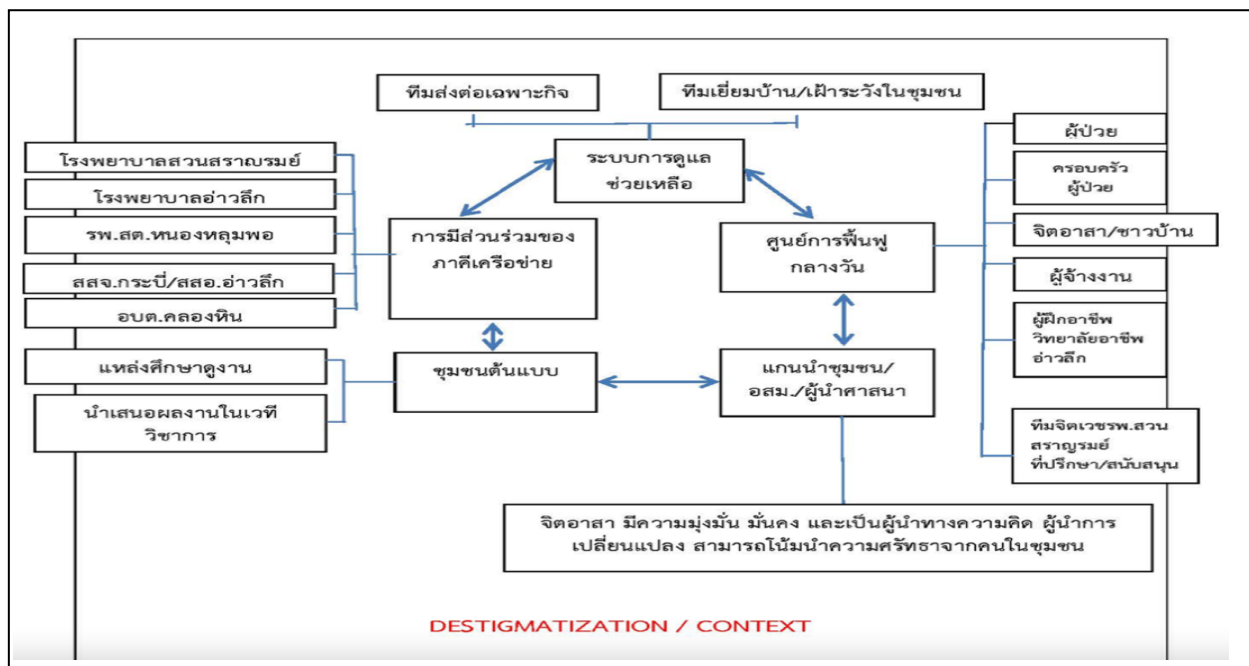 ทีมส่งต่อเฉพาะกิจ
ทีมเยี่ยมบ้าน/เฝ้าระวังในชุมชน
ระบบการดูแล
ช่วยเหลือ
โรงพยาบาลสวนสราญรมย์
โรงพยาบาลอ่าวลึก
รพ.สต.หนองหลุมพอ
สสจ.กระบี่/สสอ.อ่าวลึก
อบต.คลองหิน
การมีส่วนร่วมของ
ภาคีเครือข่าย
ศูนย์การฟื้นฟู
กลางวัน
ผู้ป่วย
ครอบครัว
ผู้ป่วย
จิตอาสา/ชาวบ้าน
ผู้จ้างงาน
ผู้ฝึกอาชีพ
วิทยาลัยอาชีพ
อ่าวลึก
ทีมจิตเวชรพ.สวน
สราญรมย์
ที่ปรึกษา/สนับสนุน
แหล่งศึกษาดูงาน
นำเสนอผลงานในเวที
วิชาการ
ชุมชนต้นแบบ
แกนนำชุมชน/
อสม./ผู้นำศาสนา
จิตอาสา มีความมุ่งมั่น มั่นคง และเป็นผู้นำทางความคิด ผู้นำการ
เปลี่ยนแปลง สามารถโน้มนำความศรัทธาจากคนในชุมชน
DESTIGMATIZATION / CONTEXT